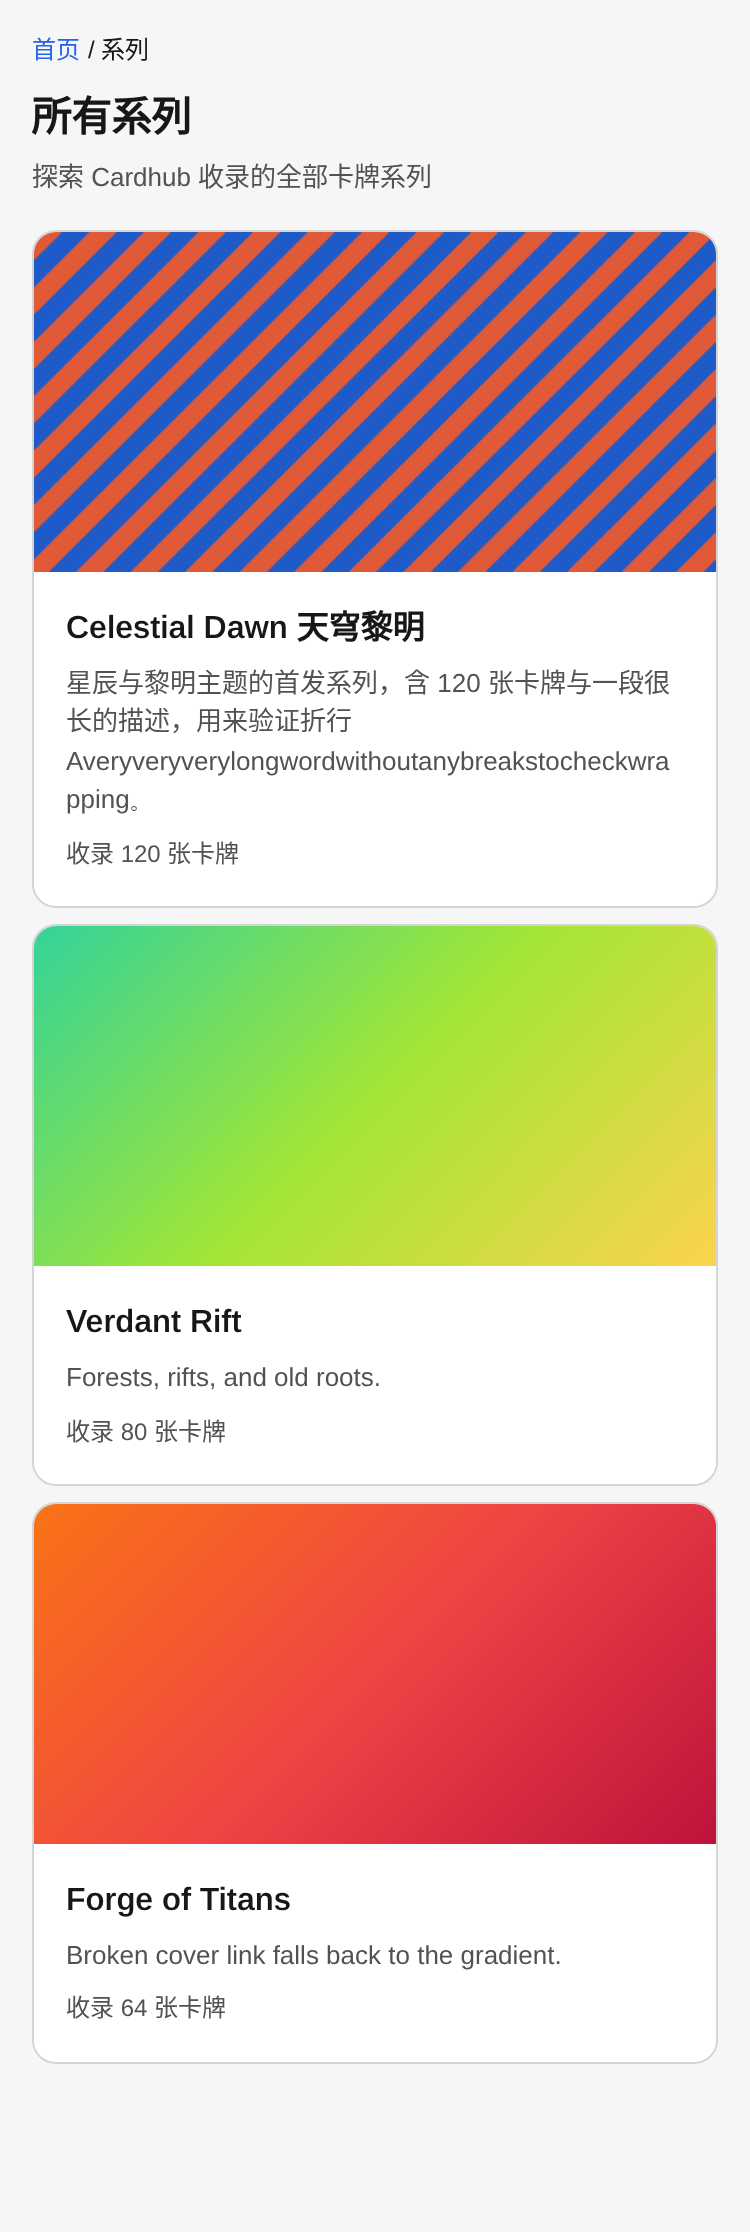 首页 / 系列
所有系列
探索 Cardhub 收录的全部卡牌系列
Celestial Dawn 天穹黎明
星辰与黎明主题的首发系列，含 120 张卡牌与一段很
长的描述，用来验证折行
Averyveryverylongwordwithoutanybreakstocheckwra
pping。
收录 120 张卡牌
Verdant Rift
Forests, rifts, and old roots.
收录 80 张卡牌
Forge of Titans
Broken cover link falls back to the gradient.
收录 64 张卡牌